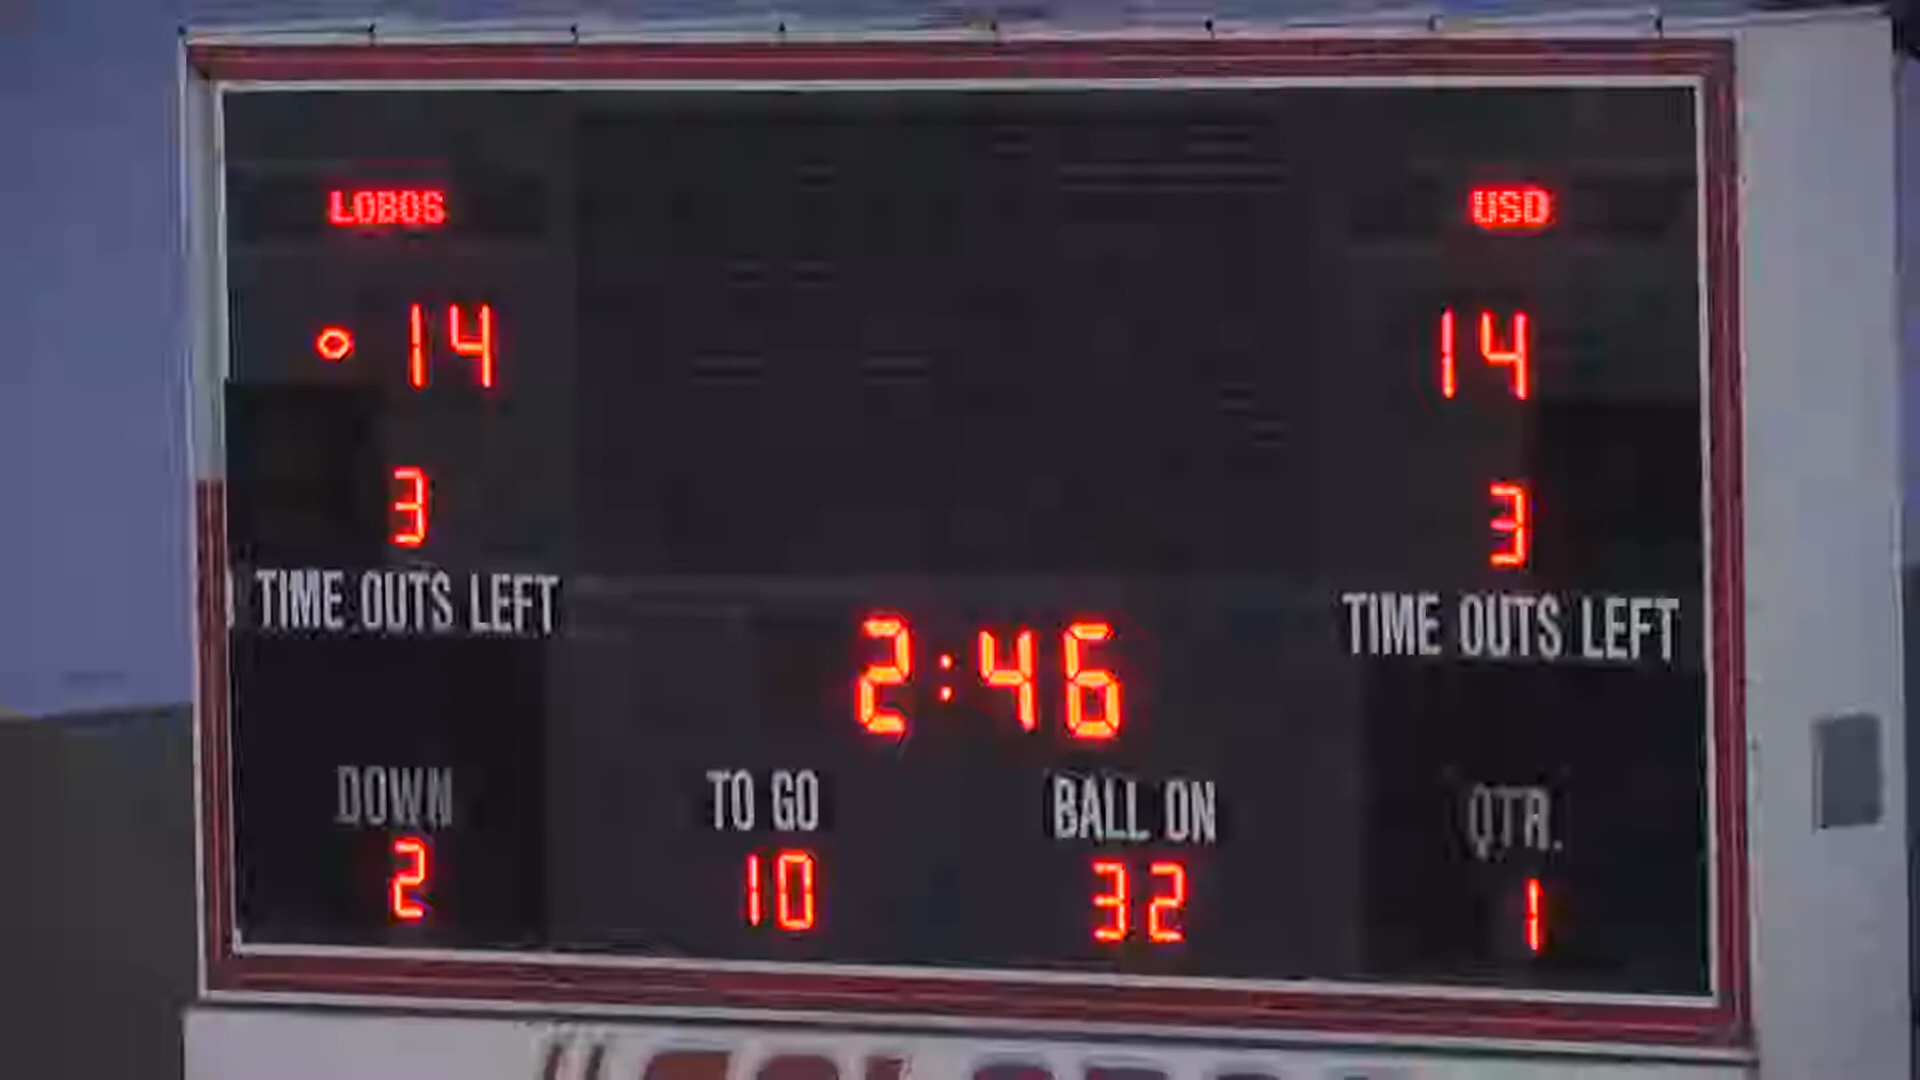 LOBOS USD
14 14
3 3
TIME OUTS LEFT TIME OUTS LEFT
2:46
DOWN TO GO BALL ON QTR.
2 10 32 1